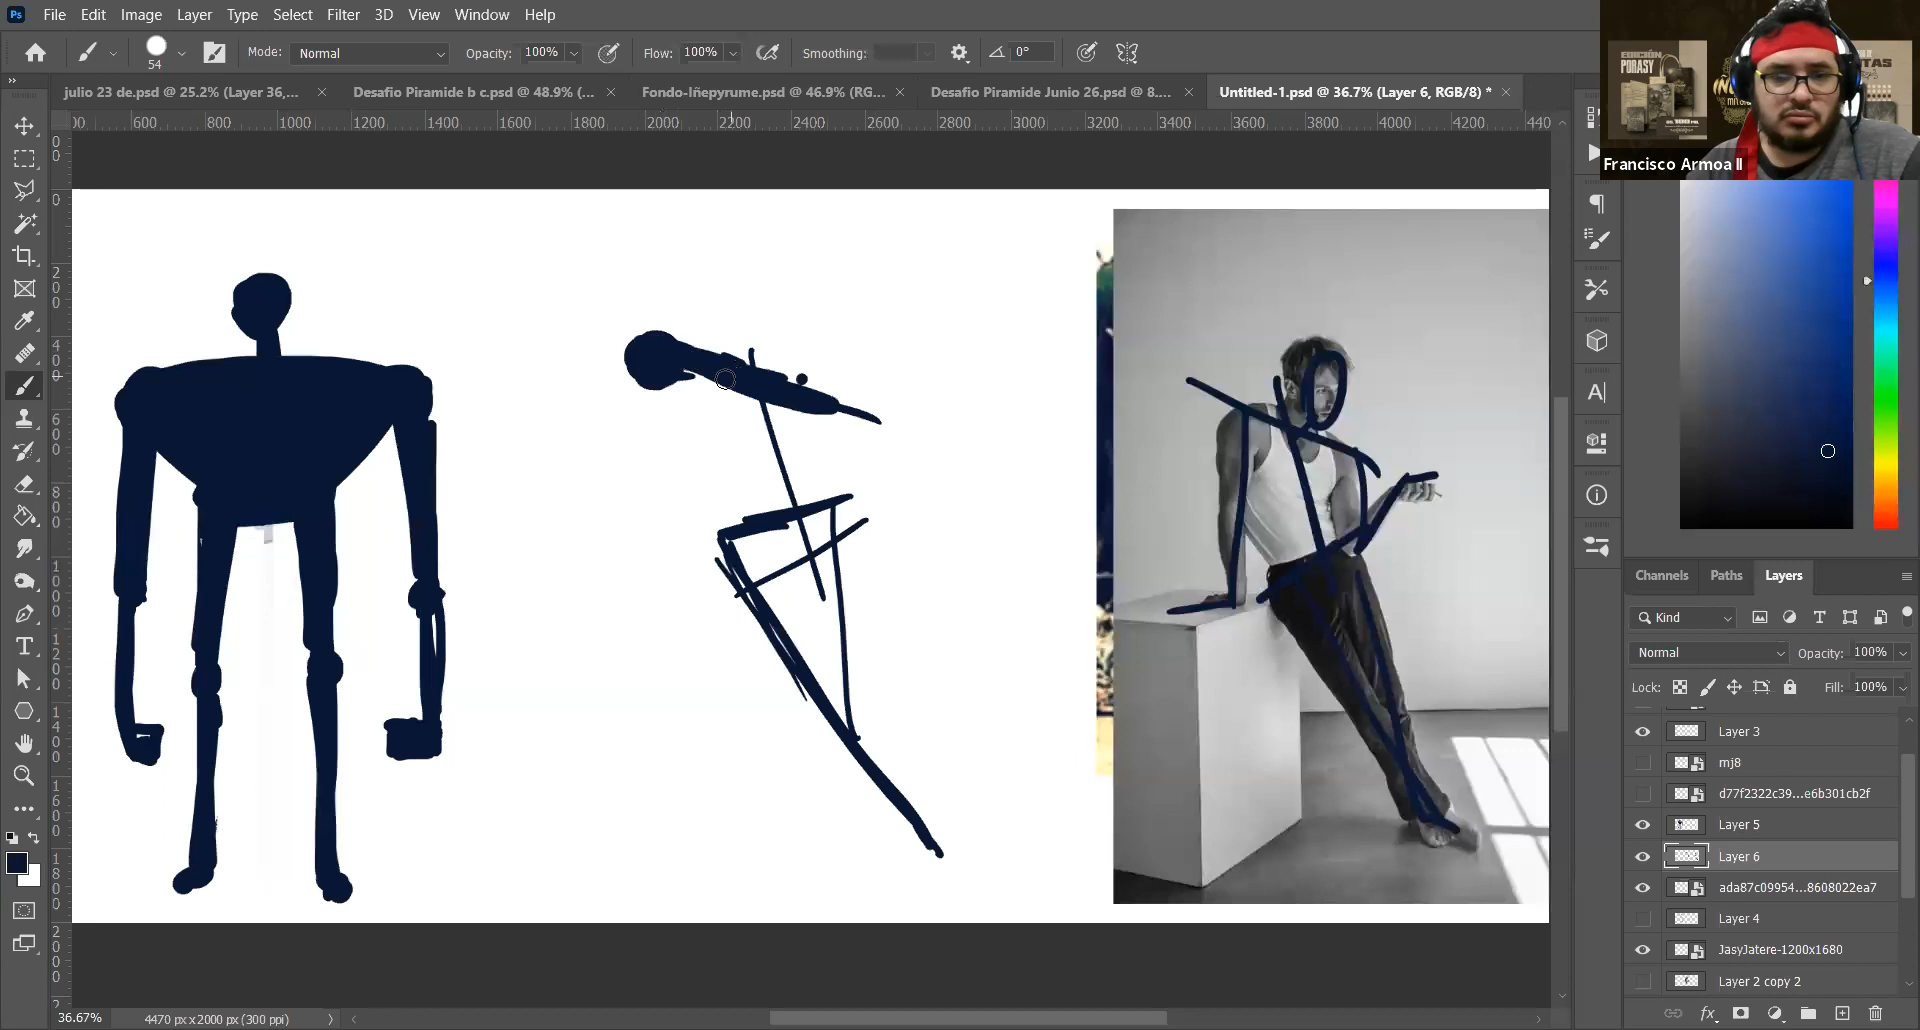 File Edit Image Layer Type Select Filter 3D View Window Help
54
Mode: Normal Opacity: 100% Flow: 100% Smoothing: 0°
julio 23 de.psd @ 25.2% (Layer 36,...
Desafio Piramide b c.psd @ 48.9% (...
Fondo-Iñepyrume.psd @ 46.9% (RG...
Desafio Piramide Junio 26.psd @ 8....
Untitled-1.psd @ 36.7% (Layer 6, RGB/8) *
600 800 1000 1200 1400 1600 1800 2000 2200 2400 2600 2800 3000 3200 3400 3600 3800 4000 4200 440
EDICIÓN
PORASY
Francisco Armoa II
Channels Paths Layers
Kind
Normal Opacity: 100%
Lock: Fill: 100%
Layer 3
mj8
d77f2322c39...e6b301cb2f
Layer 5
Layer 6
ada87c09954...8608022ea7
Layer 4
JasyJatere-1200x1680
Layer 2 copy 2
36.67% 4470 px x 2000 px (300 ppi)